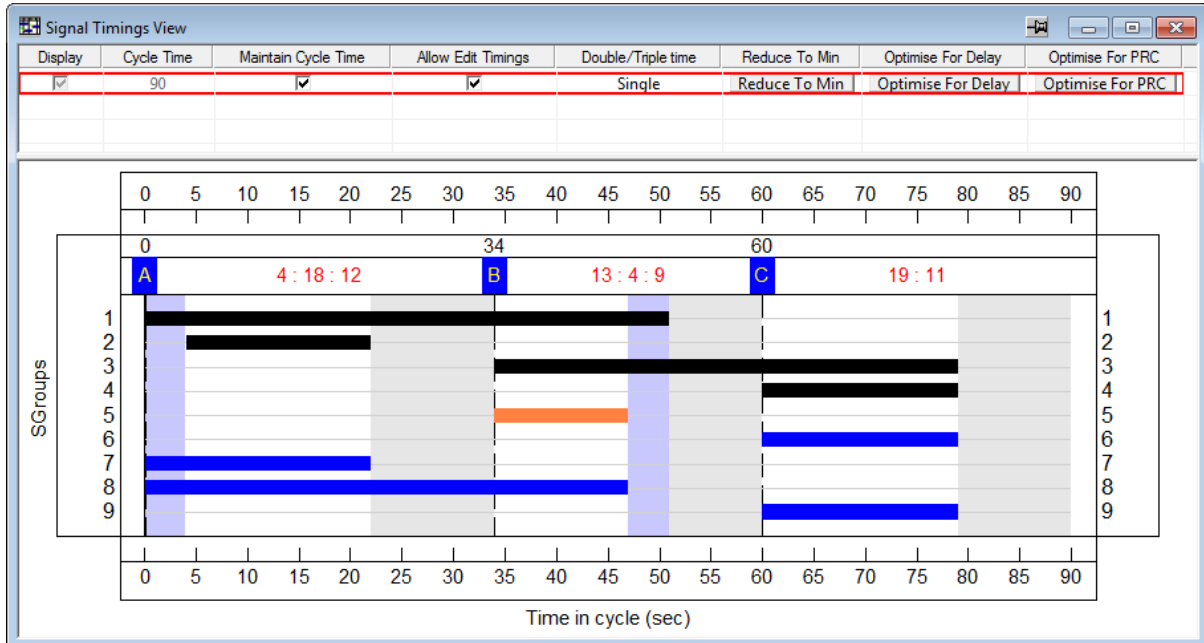 Signal Timings View
Display Cycle Time Maintain Cycle Time Allow Edit Timings Double/Triple time Reduce To Min Optimise For Delay Optimise For PRC
90 Single Reduce To Min Optimise For Delay Optimise For PRC
0 5 10 15 20 25 30 35 40 45 50 55 60 65 70 75 80 85 90
0 34 60
A 4 : 18 : 12 B 13 : 4 : 9 C 19 : 11
SGroups
1 1
2 2
3 3
4 4
5 5
6 6
7 7
8 8
9 9
0 5 10 15 20 25 30 35 40 45 50 55 60 65 70 75 80 85 90
Time in cycle (sec)